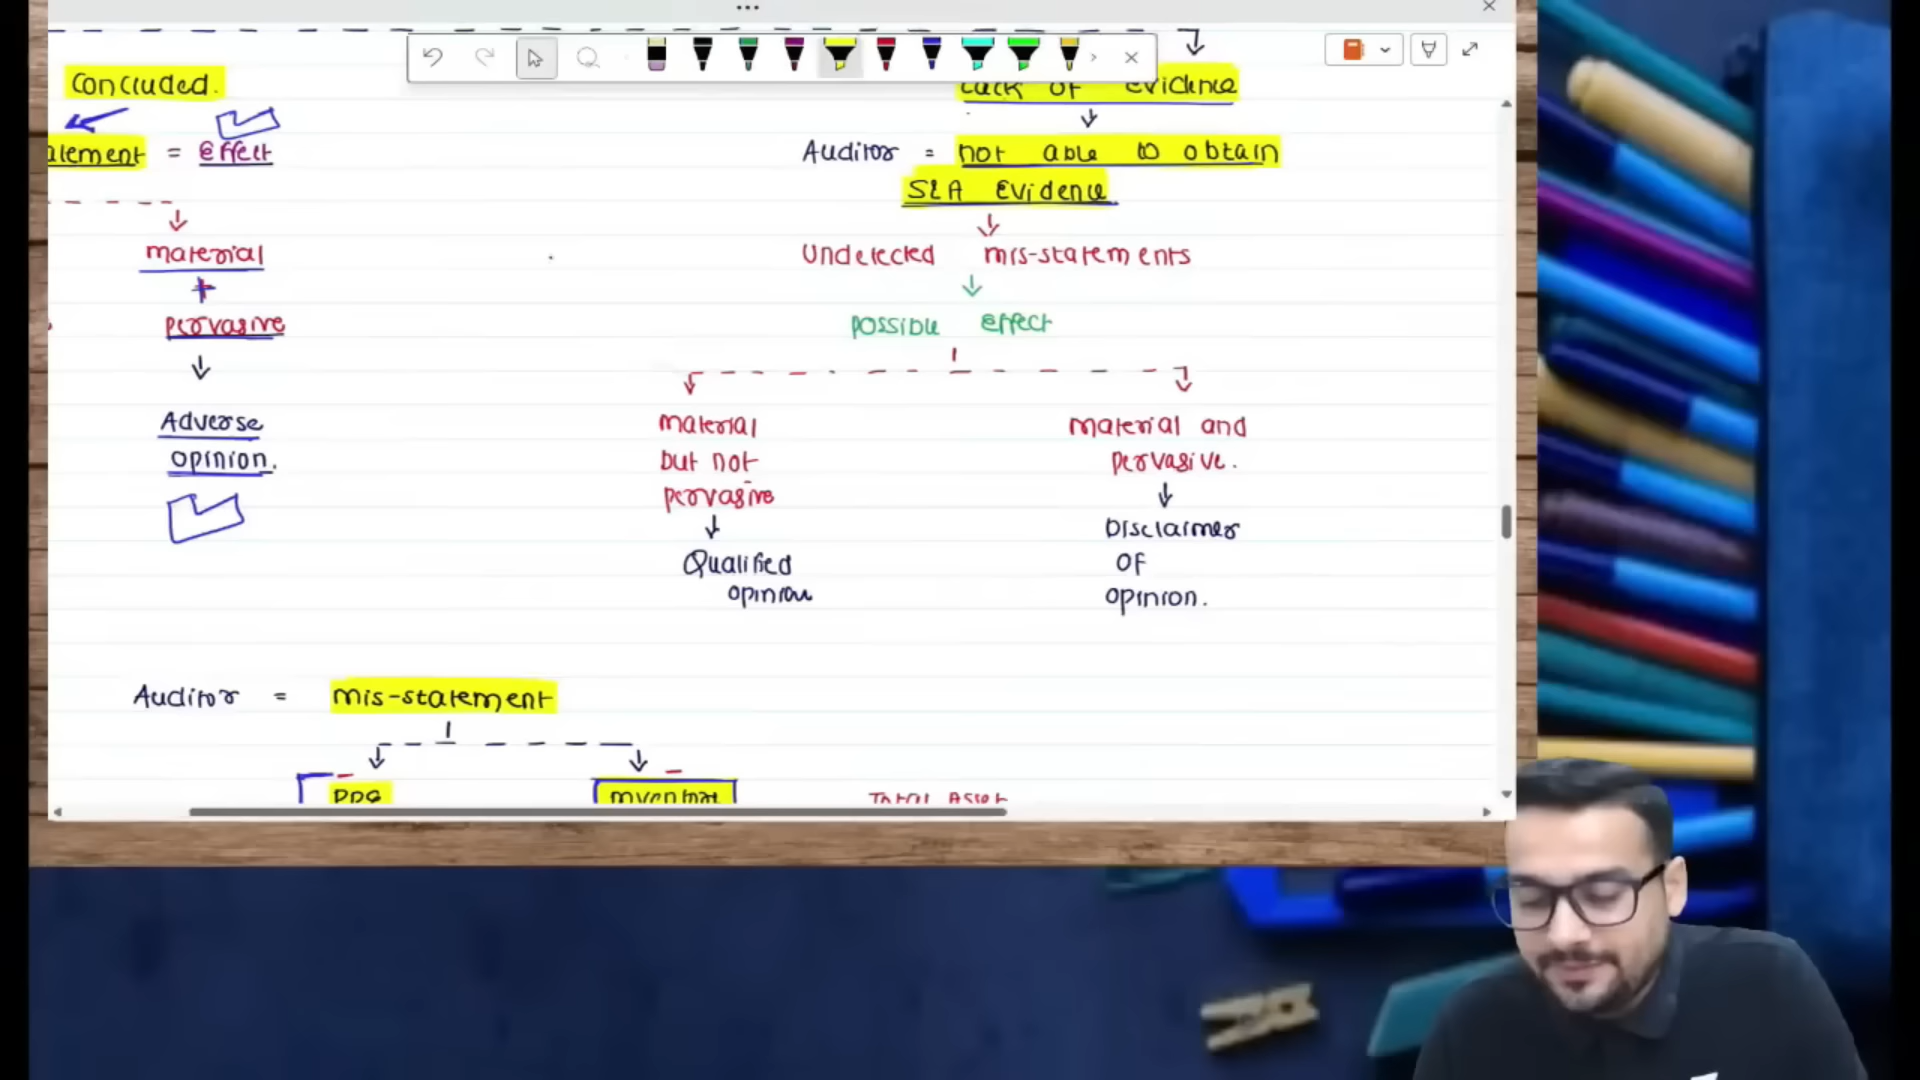 Concluded.
Lack of evidence
atement = effect
Auditor = not able to obtain
S&A Evidence.
material
+
pervasive
Adverse
opinion.
Undetected mis-statements
possible effect
material
but not
pervasive
Qualified
opinion
material and
pervasive.
Disclaimer
OF
opinion.
Auditor = mis-statement
PPE
Inventory
Total Asset